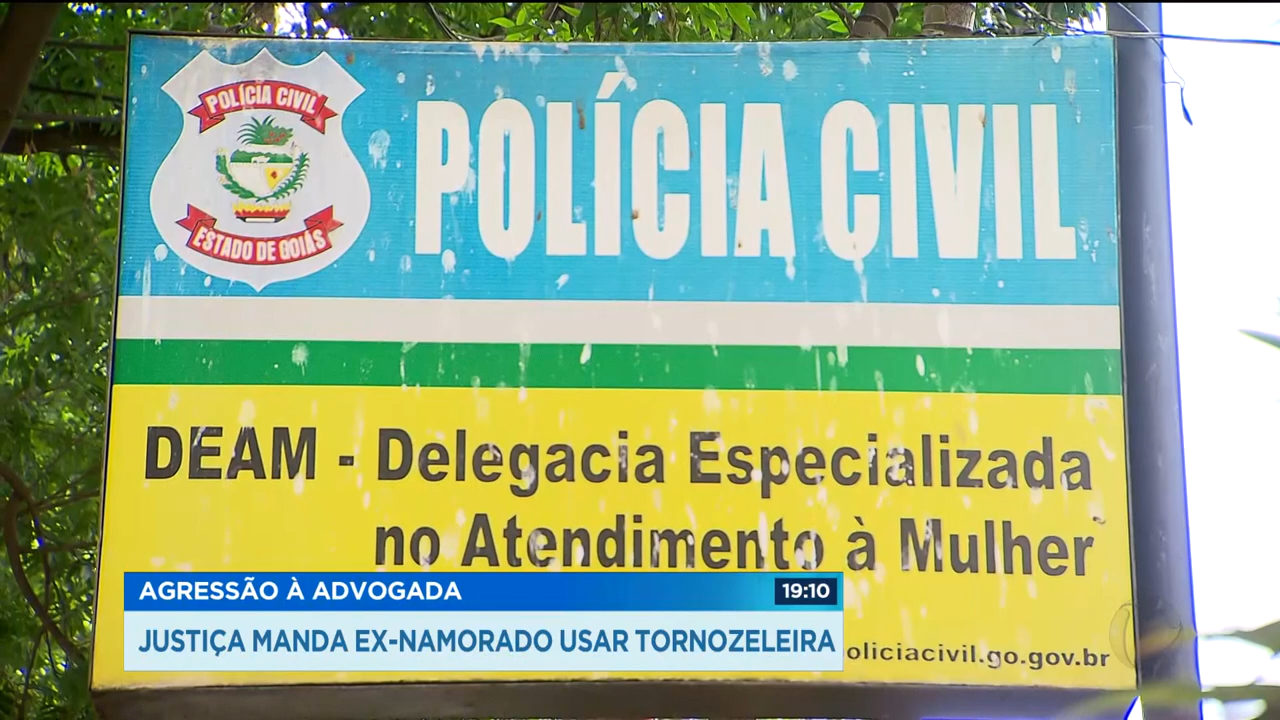 POLÍCIA CIVIL
ESTADO DE GOIÁS
POLÍCIA CIVIL
DEAM - Delegacia Especializada
no Atendimento à Mulher
AGRESSÃO À ADVOGADA
19:10
JUSTIÇA MANDA EX-NAMORADO USAR TORNOZELEIRA
oliciacivil.go.gov.br